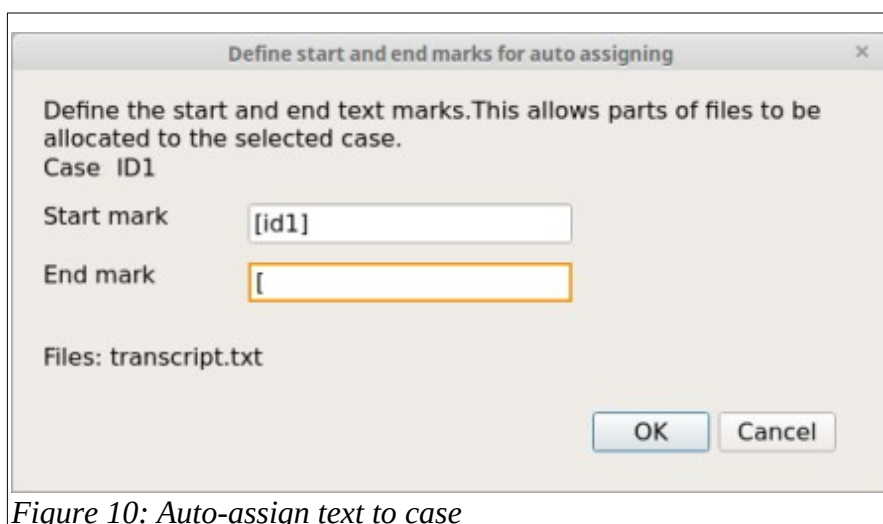 Define start and end marks for auto assigning ×
Define the start and end text marks.This allows parts of files to be
allocated to the selected case.
Case ID1
Start mark [id1]
End mark [
Files: transcript.txt
OK Cancel
Figure 10: Auto-assign text to case